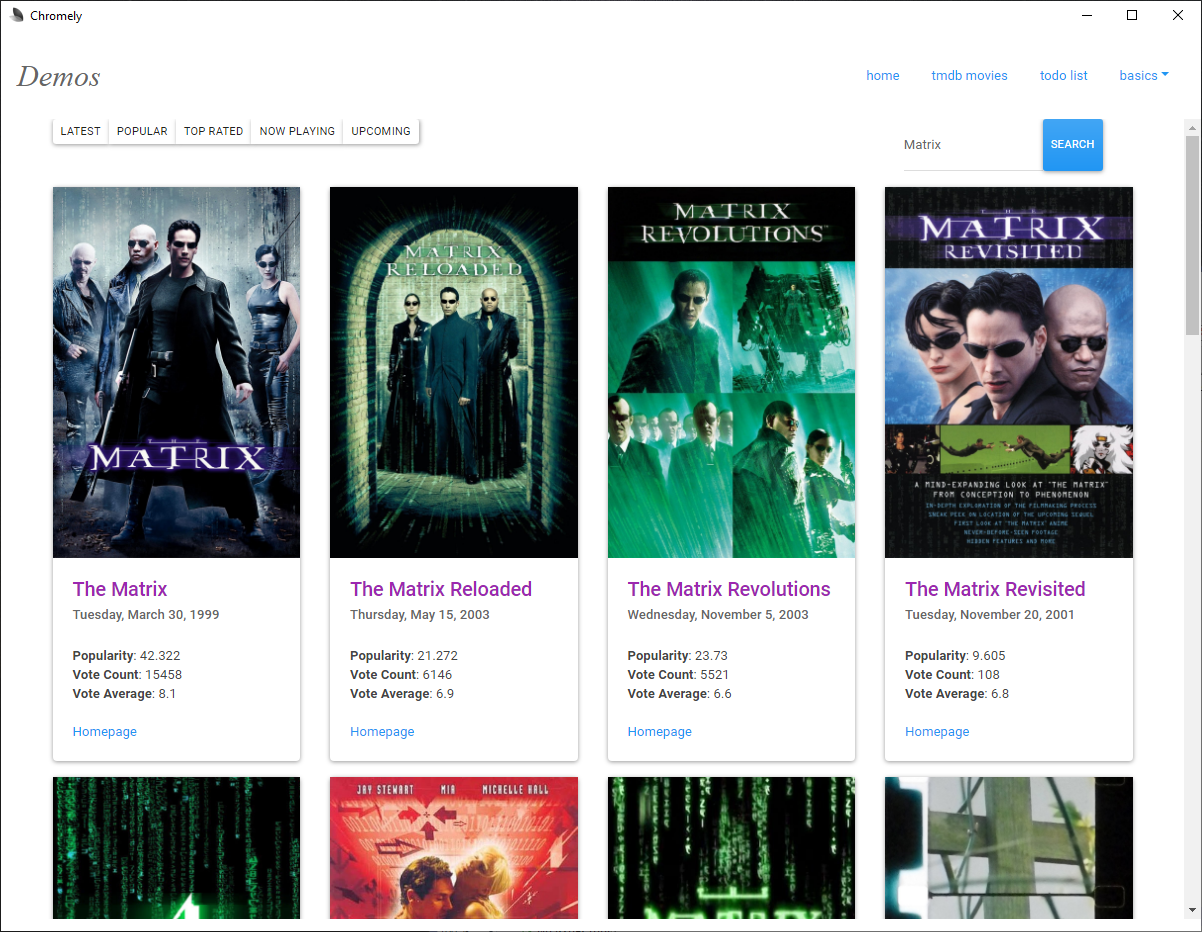 Chromely
Demos
home
tmdb movies
todo list
basics
LATEST
POPULAR
TOP RATED
NOW PLAYING
UPCOMING
Matrix
SEARCH
THE
MATRIX
MATRIX
RELOADED
MATRIX
REVOLUTIONS
THE
MATRIX
REVISITED
A MIND-EXPANDING LOOK AT "THE MATRIX"
FROM CONCEPTION TO PHENOMENON
IN-DEPTH EXPLORATION OF THE FILMMAKING PROCESS
SNEAK PEEK ON LOCATION OF THE UPCOMING SEQUEL
FIRST LOOK AT "THE MATRIX" ANIME
NEVER-BEFORE-SEEN FOOTAGE
HIDDEN FEATURES AND MORE
The Matrix
Tuesday, March 30, 1999
Popularity: 42.322
Vote Count: 15458
Vote Average: 8.1
Homepage
The Matrix Reloaded
Thursday, May 15, 2003
Popularity: 21.272
Vote Count: 6146
Vote Average: 6.9
Homepage
The Matrix Revolutions
Wednesday, November 5, 2003
Popularity: 23.73
Vote Count: 5521
Vote Average: 6.6
Homepage
The Matrix Revisited
Tuesday, November 20, 2001
Popularity: 9.605
Vote Count: 108
Vote Average: 6.8
Homepage
JAY STEWART
MIA
MICHELLE HALL
MATRIX